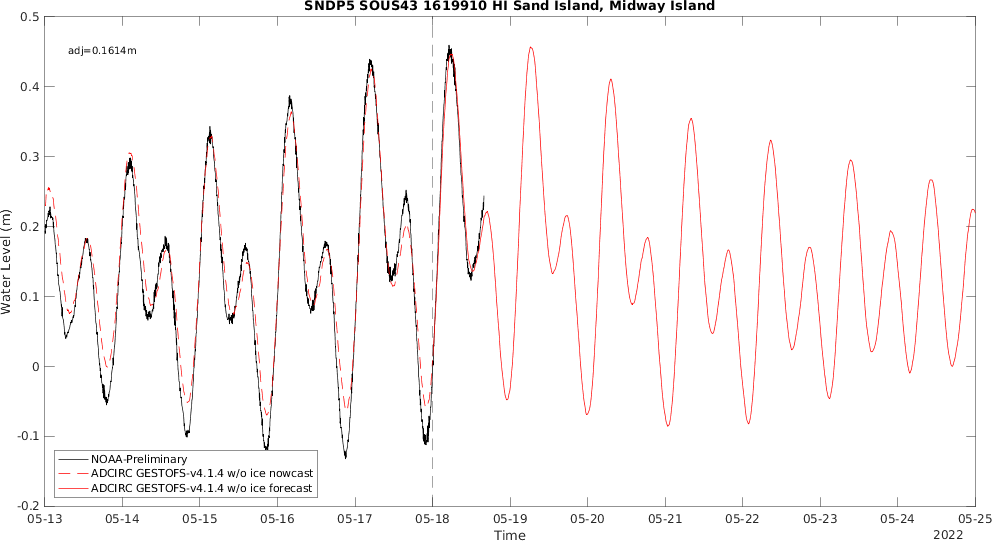 SNDP5 SOUS43 1619910 HI Sand Island, Midway Island
0.5
adj=0.1614m
0.4
0.3
0.2
Water Level (m)
0.1
0
-0.1
NOAA-Preliminary
ADCIRC GESTOFS-v4.1.4 w/o ice nowcast
ADCIRC GESTOFS-v4.1.4 w/o ice forecast
-0.2
05-13 05-14 05-15 05-16 05-17 05-18 05-19 05-20 05-21 05-22 05-23 05-24 05-25
Time 2022